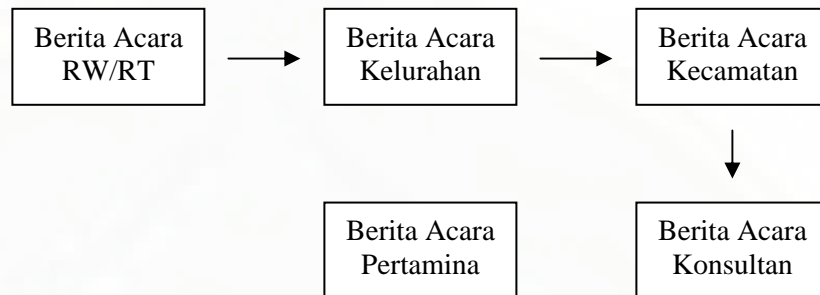 Berita Acara
RW/RT
Berita Acara
Kelurahan
Berita Acara
Kecamatan
Berita Acara
Pertamina
Berita Acara
Konsultan